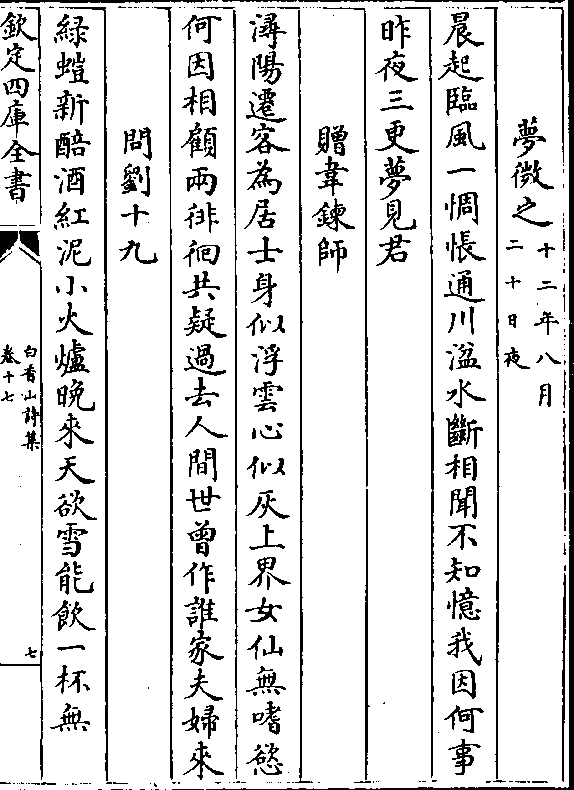 夢微之十二年八月二十日夜
晨起臨風一惆悵通川湓水斷相聞不知憶我因何事
昨夜三更夢見君
贈韋鍊師
潯陽遷客為居士身似浮雲心似灰上界女仙無嗜慾
何因相顧兩徘徊共疑過去人間世曾作誰家夫婦來
問劉十九
綠螘新醅酒紅泥小火爐晚來天欲雪能飲一杯無
欽定四庫全書
白香山詩集
卷十七
七